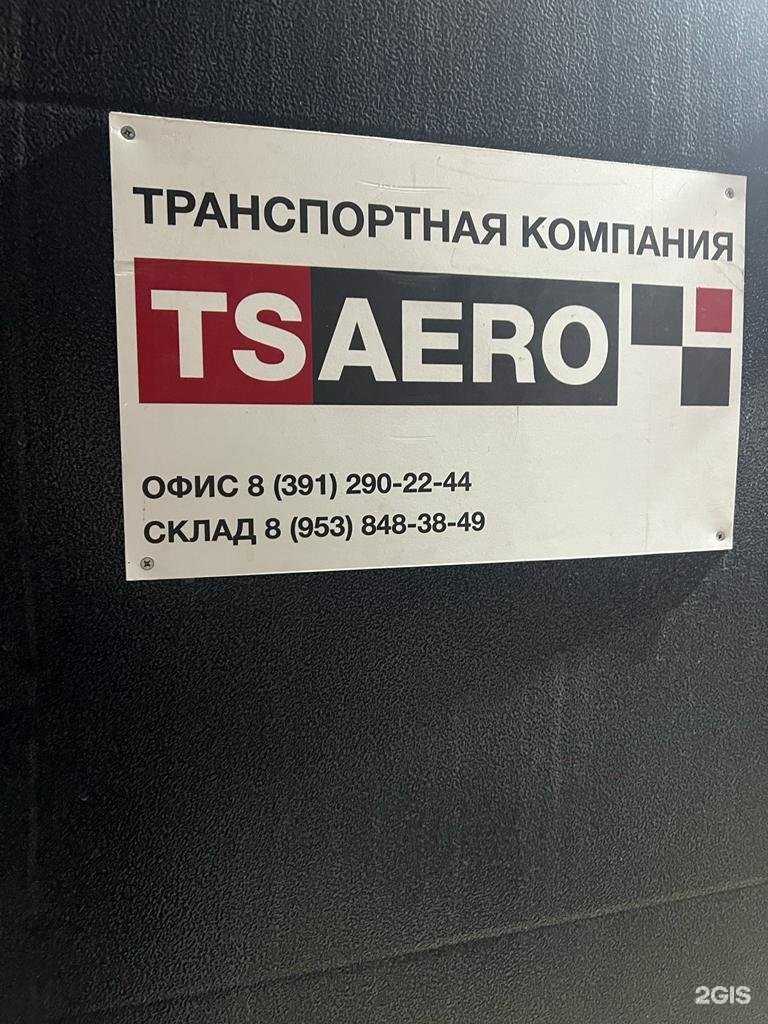 ТРАНСПОРТНАЯ КОМПАНИЯ
TSAERO
ОФИС 8 (391) 290-22-44
СКЛАД 8 (953) 848-38-49
2GIS